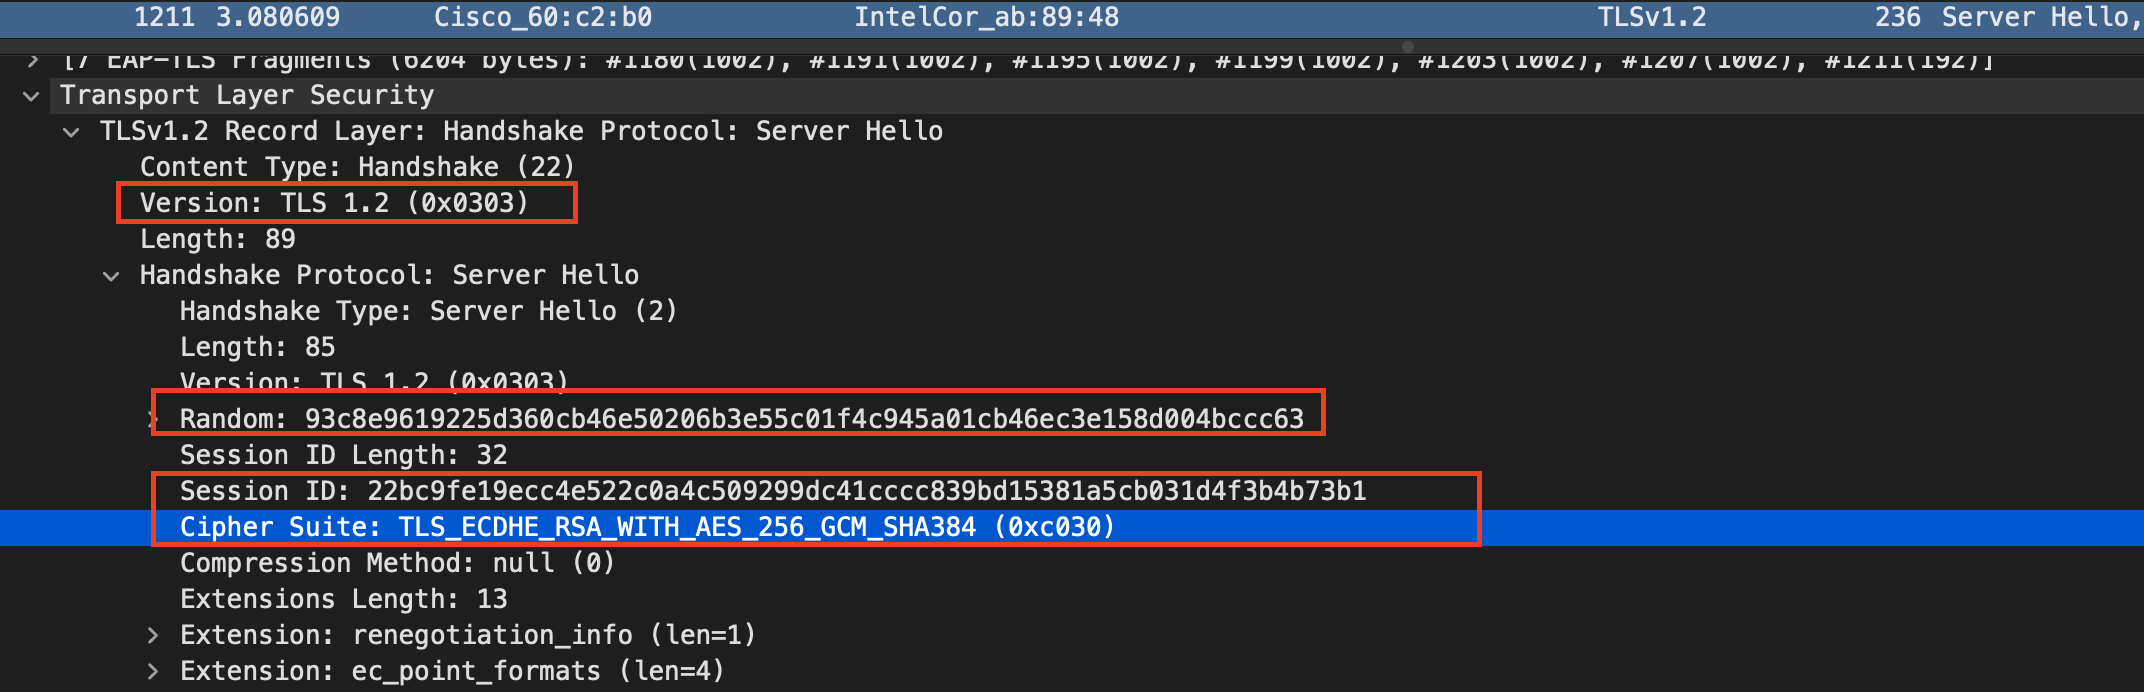 1211 3.080609 Cisco_60:c2:b0 IntelCor_ab:89:48 TLSv1.2 236 Server Hello,
[7 EAP-TLS Fragments (6204 bytes): #1180(1002), #1191(1002), #1195(1002), #1199(1002), #1203(1002), #1207(1002), #1211(192)]
Transport Layer Security
TLSv1.2 Record Layer: Handshake Protocol: Server Hello
Content Type: Handshake (22)
Version: TLS 1.2 (0x0303)
Length: 89
Handshake Protocol: Server Hello
Handshake Type: Server Hello (2)
Length: 85
Version: TLS 1.2 (0x0303)
Random: 93c8e9619225d360cb46e50206b3e55c01f4c945a01cb46ec3e158d004bccc63
Session ID Length: 32
Session ID: 22bc9fe19ecc4e522c0a4c509299dc41cccc839bd15381a5cb031d4f3b4b73b1
Cipher Suite: TLS_ECDHE_RSA_WITH_AES_256_GCM_SHA384 (0xc030)
Compression Method: null (0)
Extensions Length: 13
Extension: renegotiation_info (len=1)
Extension: ec_point_formats (len=4)